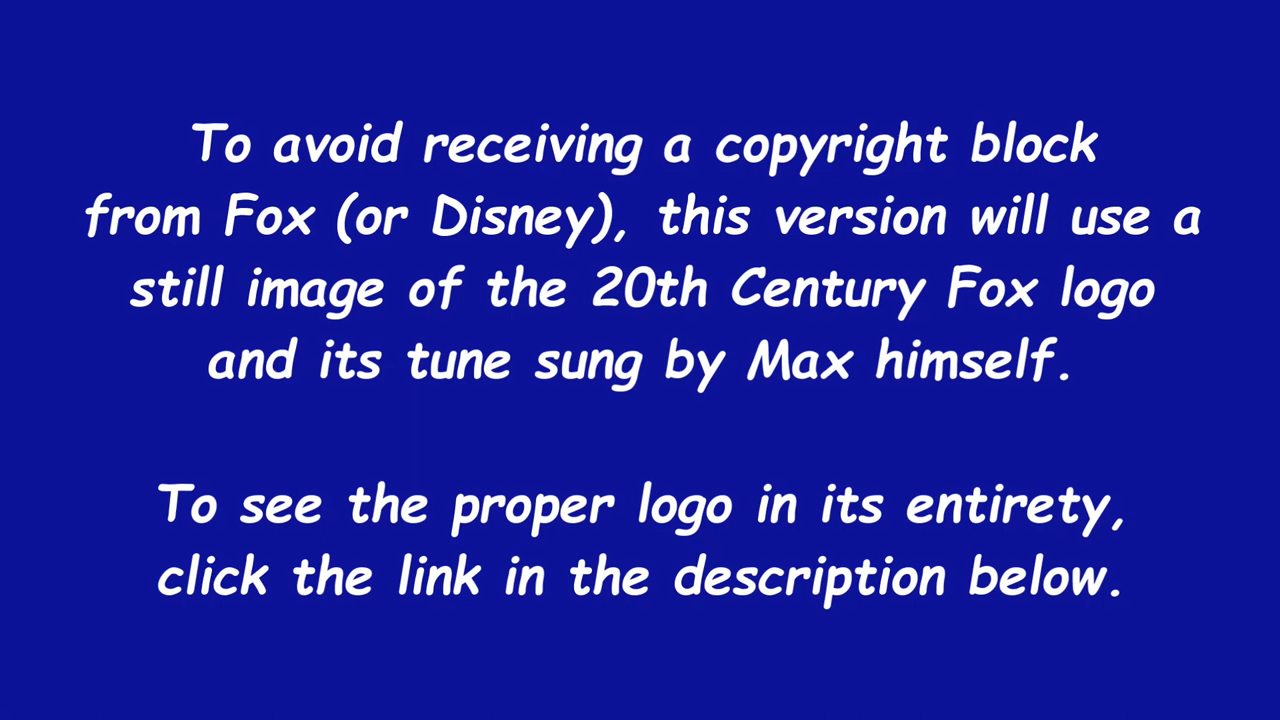 To avoid receiving a copyright block
from Fox (or Disney), this version will use a
still image of the 20th Century Fox logo
and its tune sung by Max himself.
To see the proper logo in its entirety,
click the link in the description below.